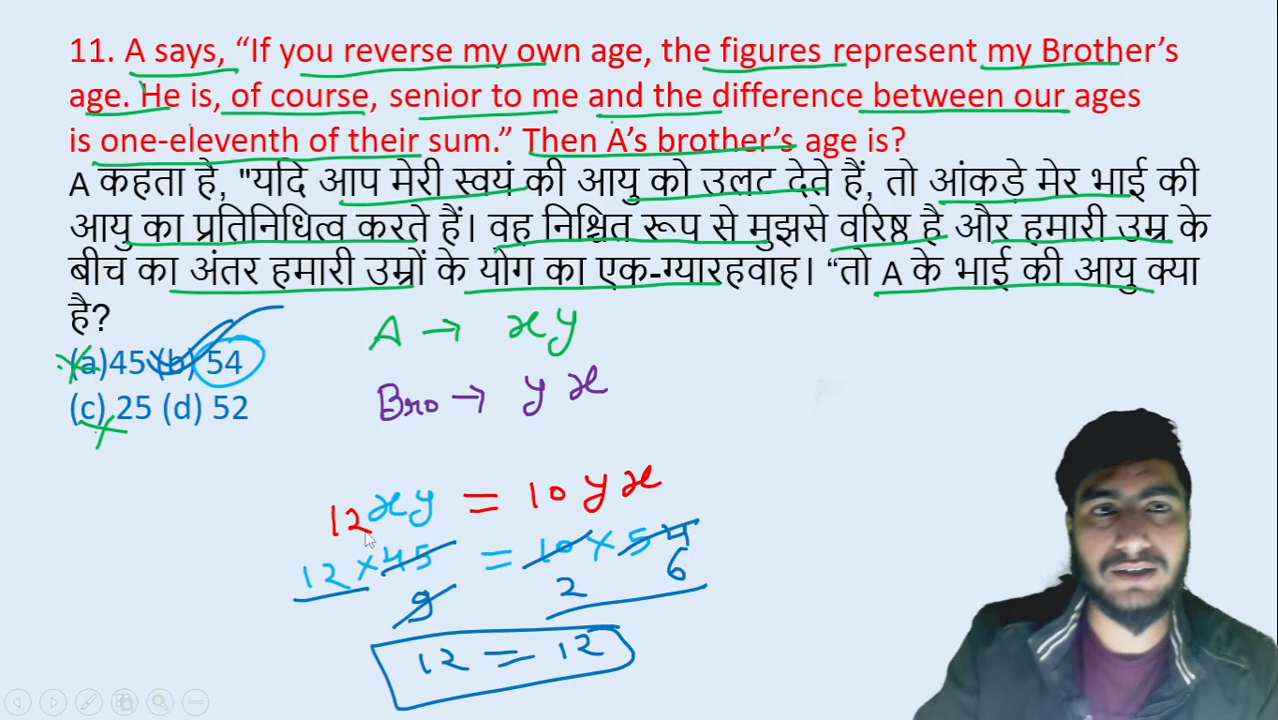 11. A says, “If you reverse my own age, the figures represent my Brother’s
age. He is, of course, senior to me and the difference between our ages
is one-eleventh of their sum.” Then A’s brother’s age is?
A कहता है, "यदि आप मेरी स्वयं की आयु को उलट देते हैं, तो आंकड़े मेर भाई की
आयु का प्रतिनिधित्व करते हैं। वह निश्चित रूप से मुझसे वरिष्ठ है और हमारी उम्र के
बीच का अंतर हमारी उम्रों के योग का एक-ग्यारहवाह। “तो A के भाई की आयु क्या
है?
(a)45 (b) 54
(c) 25 (d) 52
A → xy
Bro → yx
12xy = 10yx
12×45 = 10×54
9 2 6
12 = 12